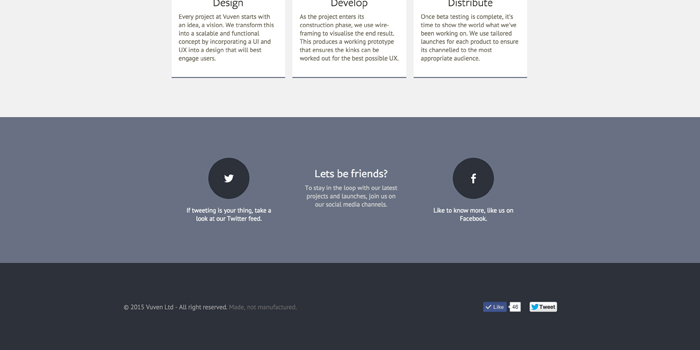 Design
Every project at Vuven starts with
an idea, a vision. We transform this
into a scalable and functional
concept by incorporating a UI and
UX into a design that will best
engage users.
Develop
As the project enters its
construction phase, we use wire-
framing to visualise the end result.
This produces a working prototype
that ensures the kinks can be
worked out for the best possible UX.
Distribute
Once beta testing is complete, it's
time to show the world what we've
been working on. We use tailored
launches for each product to ensure
its channelled to the most
appropriate audience.
If tweeting is your thing, take a
look at our Twitter feed.
Lets be friends?
To stay in the loop with our latest
projects and launches, join us on
our social media channels.
Like to know more, like us on
Facebook.
© 2015 Vuven Ltd - All right reserved. Made, not manufactured.
Like 46
Tweet